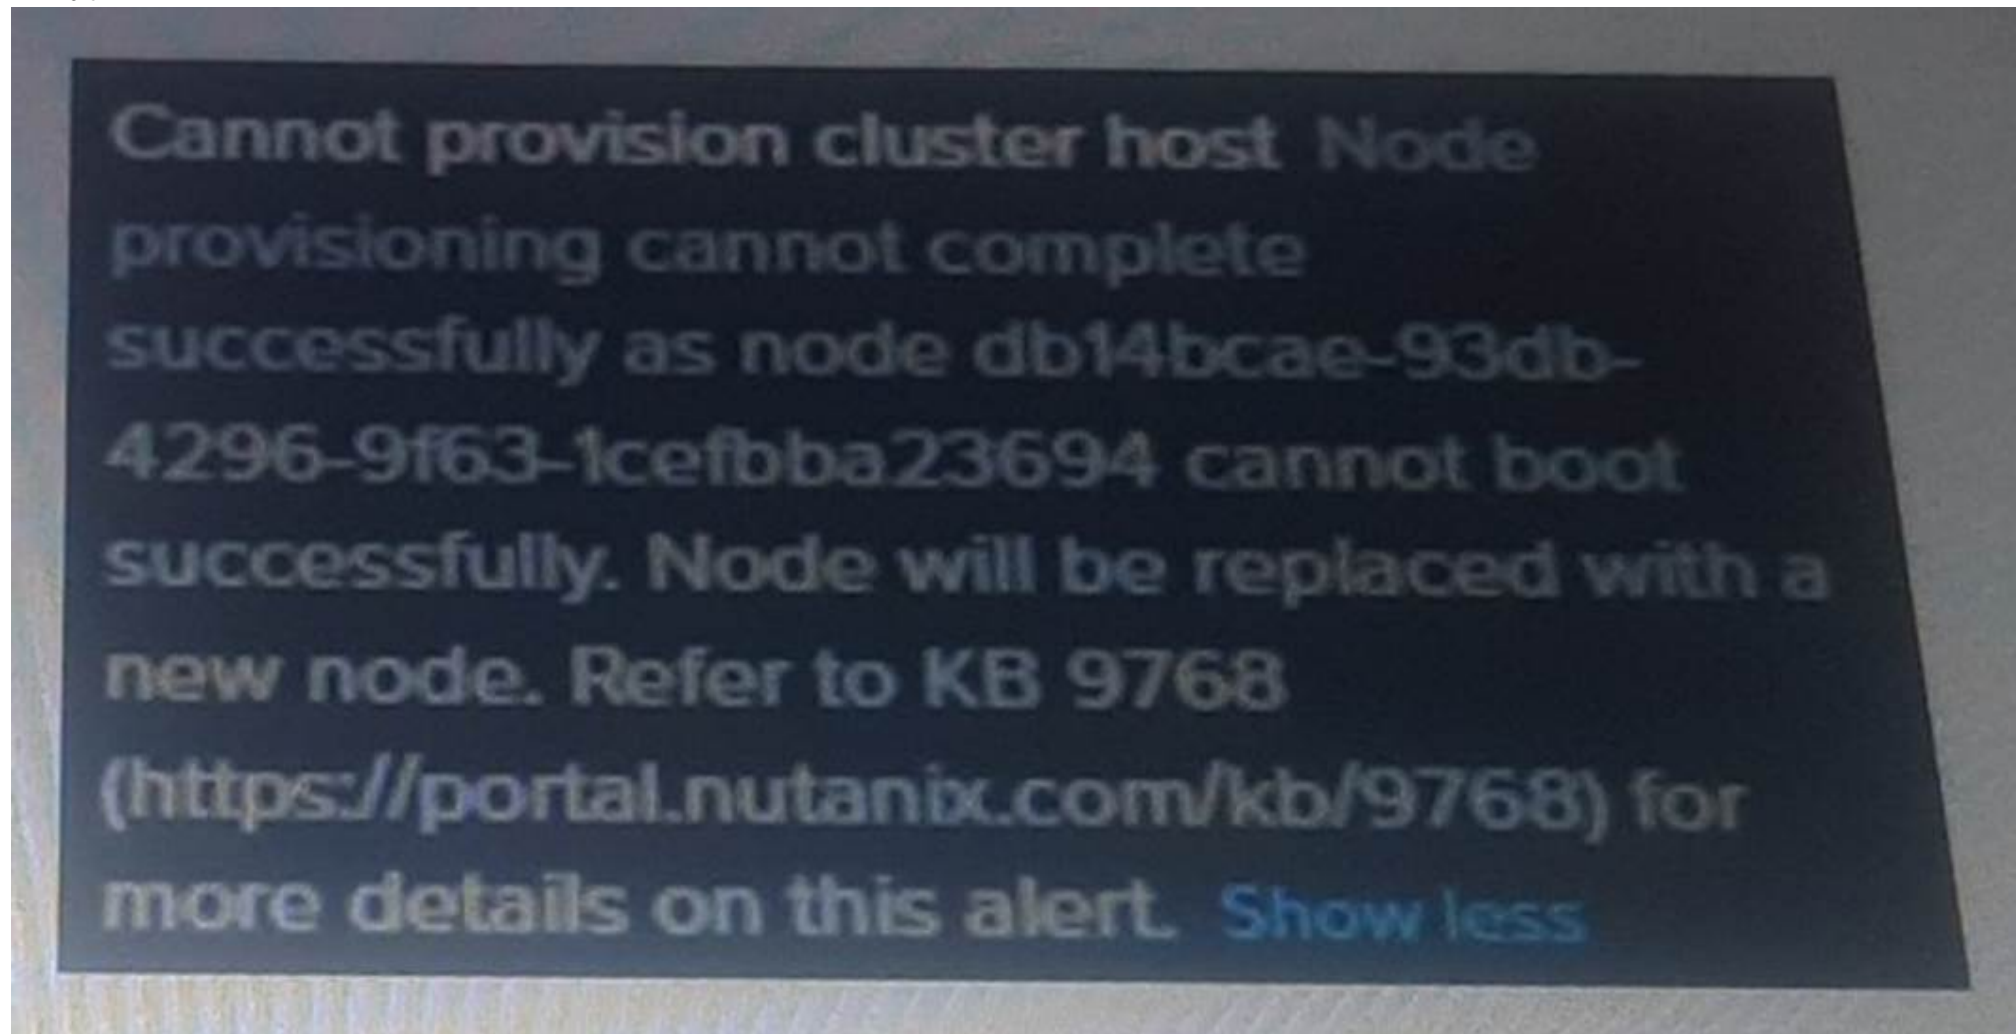 Cannot provision cluster host Node
provisioning cannot complete
successfully as node db14bcae-93db-
4296-9f63-1cefbba23694 cannot boot
successfully. Node will be replaced with a
new node. Refer to KB 9768
(https://portal.nutanix.com/kb/9768) for
more details on this alert. Show less